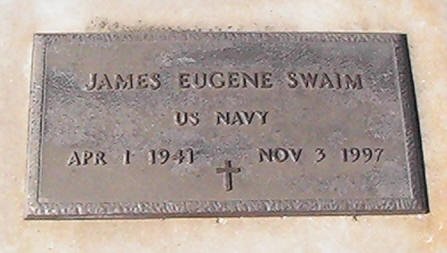 JAMES EUGENE SWAIM
US NAVY
APR 1 1941 NOV 3 1997